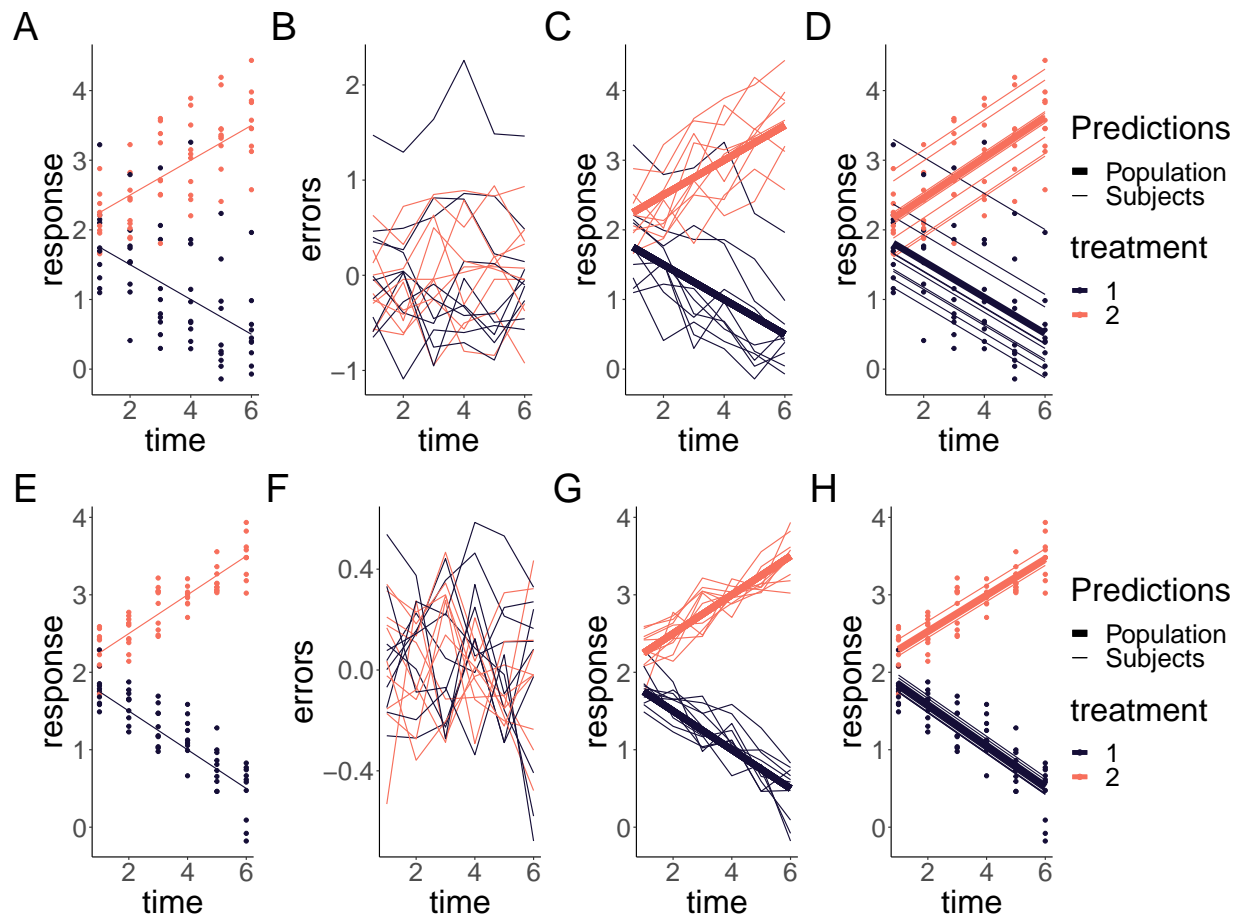 A
B
C
D
response
4
3
2
1
0
2
4
6
time
errors
2
1
0
−1
2
4
6
time
response
4
3
2
1
0
2
4
6
time
response
4
3
2
1
0
2
4
6
time
Predictions
Population
Subjects
treatment
1
2
E
F
G
H
response
4
3
2
1
0
2
4
6
time
errors
0.4
0.0
−0.4
2
4
6
time
response
4
3
2
1
0
2
4
6
time
response
4
3
2
1
0
2
4
6
time
Predictions
Population
Subjects
treatment
1
2